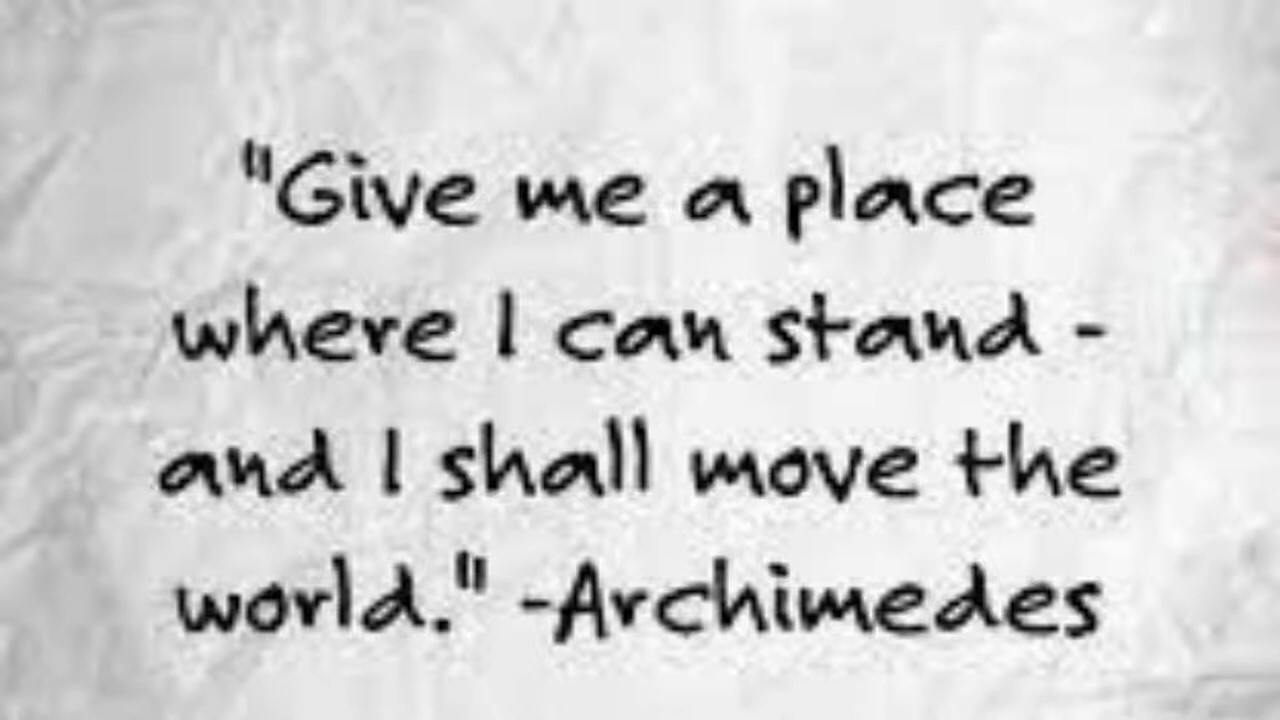 "Give me a place
where I can stand -
and I shall move the
world." -Archimedes